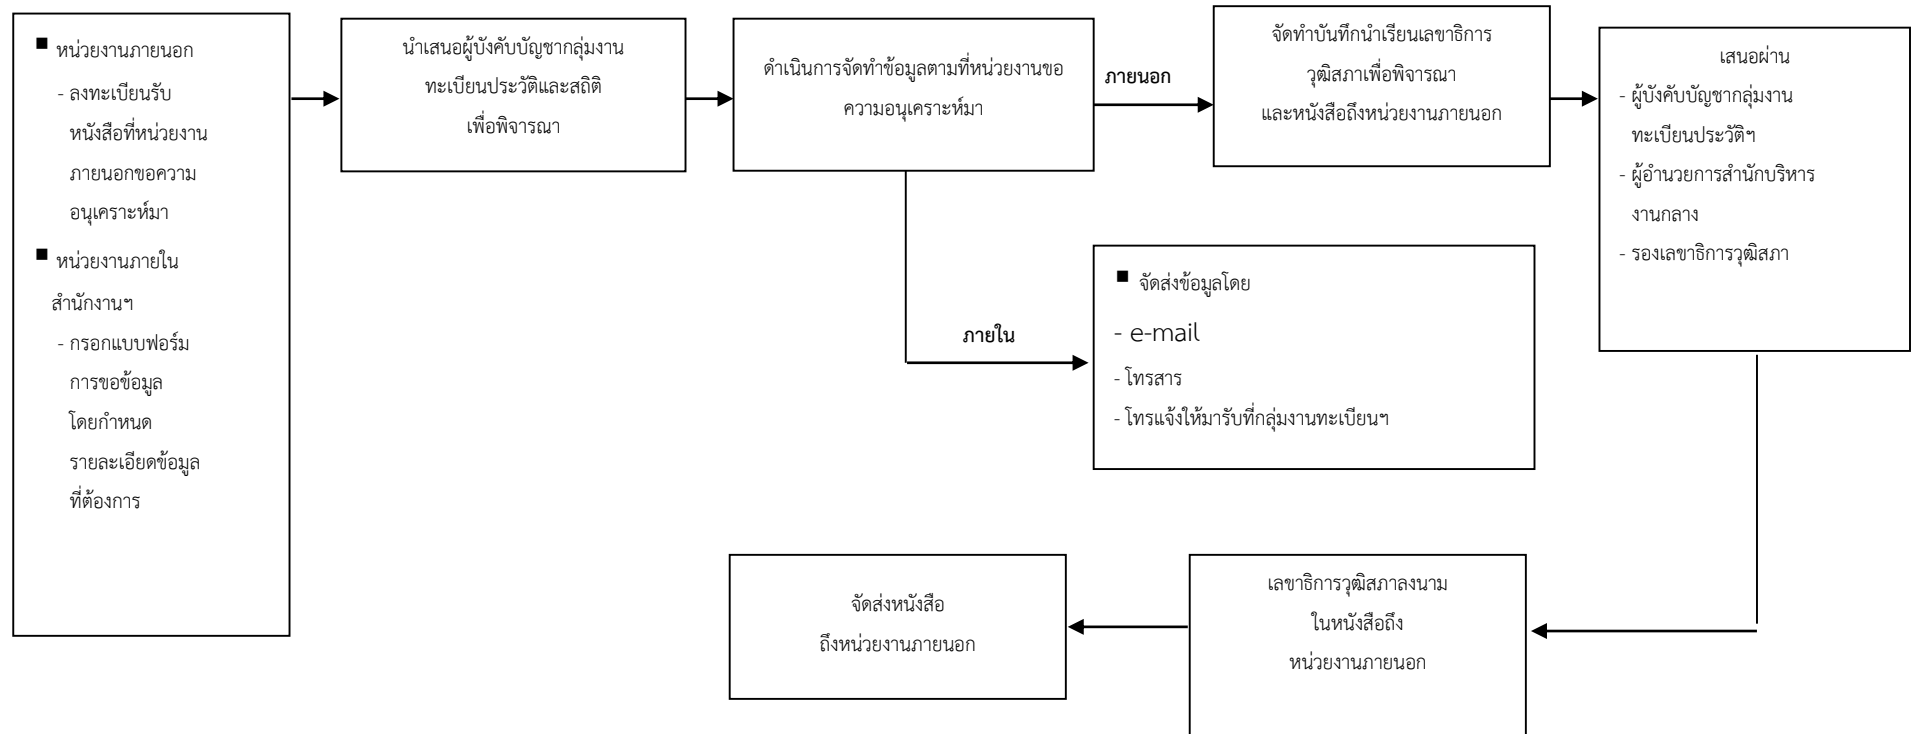 ■ หน่วยงานภายนอก
- ลงทะเบียนรับ
หนังสือที่หน่วยงาน
ภายนอกขอความ
อนุเคราะห์มา
■ หน่วยงานภายใน
สำนักงานฯ
- กรอกแบบฟอร์ม
การขอข้อมูล
โดยกำหนด
รายละเอียดข้อมูล
ที่ต้องการ
นำเสนอผู้บังคับบัญชากลุ่มงาน
ทะเบียนประวัติและสถิติ
เพื่อพิจารณา
ดำเนินการจัดทำข้อมูลตามที่หน่วยงานขอ
ความอนุเคราะห์มา
ภายนอก
จัดทำบันทึกนำเรียนเลขาธิการ
วุฒิสภาเพื่อพิจารณา
และหนังสือถึงหน่วยงานภายนอก
เสนอผ่าน
- ผู้บังคับบัญชากลุ่มงาน
ทะเบียนประวัติฯ
- ผู้อำนวยการสำนักบริหาร
งานกลาง
- รองเลขาธิการวุฒิสภา
ภายใน
■ จัดส่งข้อมูลโดย
- e-mail
- โทรสาร
- โทรแจ้งให้มารับที่กลุ่มงานทะเบียนฯ
เลขาธิการวุฒิสภาลงนาม
ในหนังสือถึง
หน่วยงานภายนอก
จัดส่งหนังสือ
ถึงหน่วยงานภายนอก